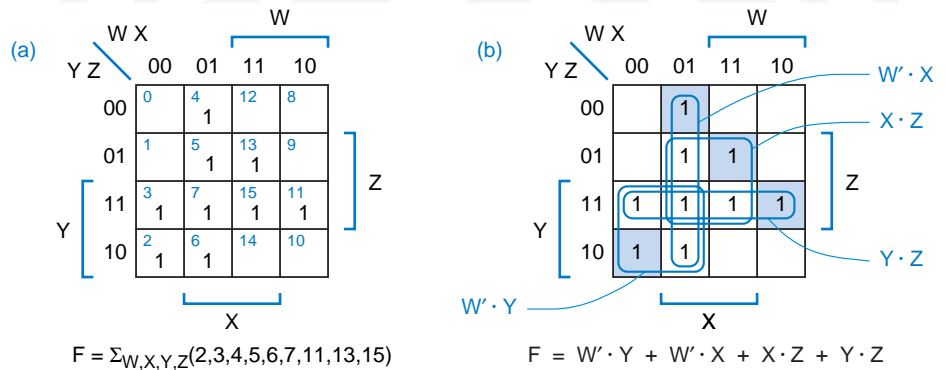 (a)
W X
W
Y Z
00 01 11 10
00
0 4 12 8
1
01
1 5 13 9
1 1
Z
11
3 7 15 11
1 1 1 1
Y
10
2 6 14 10
1 1
X
F = Σ_{W,X,Y,Z}(2,3,4,5,6,7,11,13,15)
(b)
W X
W
Y Z
00 01 11 10
W′ · X
00
1
X · Z
01
1 1
Z
11
1 1 1 1
Y
10
1 1
Y · Z
W′ · Y
X
F = W′ · Y + W′ · X + X · Z + Y · Z